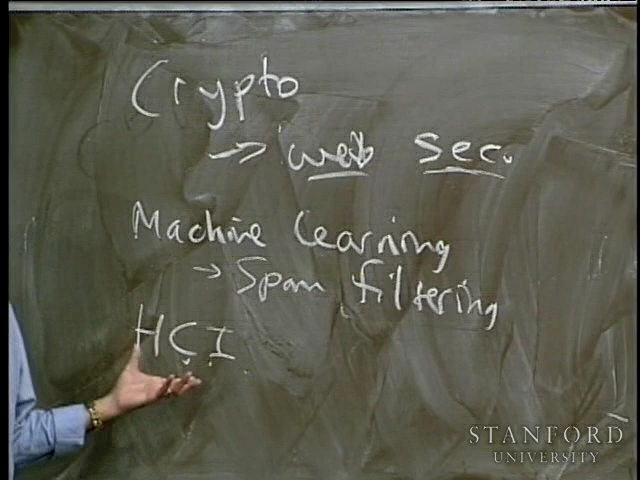 Crypto
→ web sec.
Machine Learning
→ Spam filtering
HCI
STANFORD
UNIVERSITY